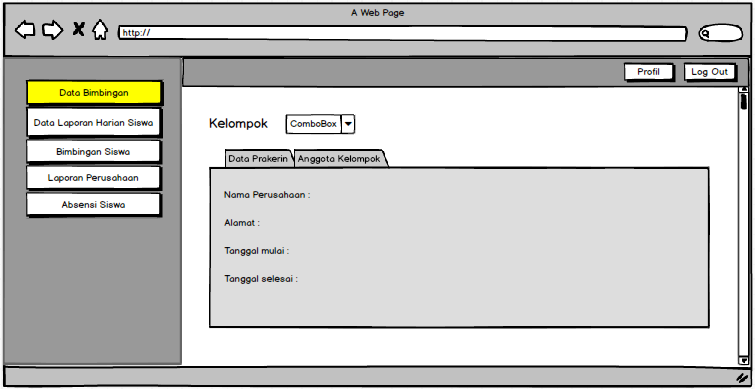 A Web Page
http://
Profil
Log Out
Data Bimbingan
Data Laporan Harian Siswa
Bimbingan Siswa
Laporan Perusahaan
Absensi Siswa
Kelompok ComboBox
Data Prakerin Anggota Kelompok
Nama Perusahaan :
Alamat :
Tanggal mulai :
Tanggal selesai :